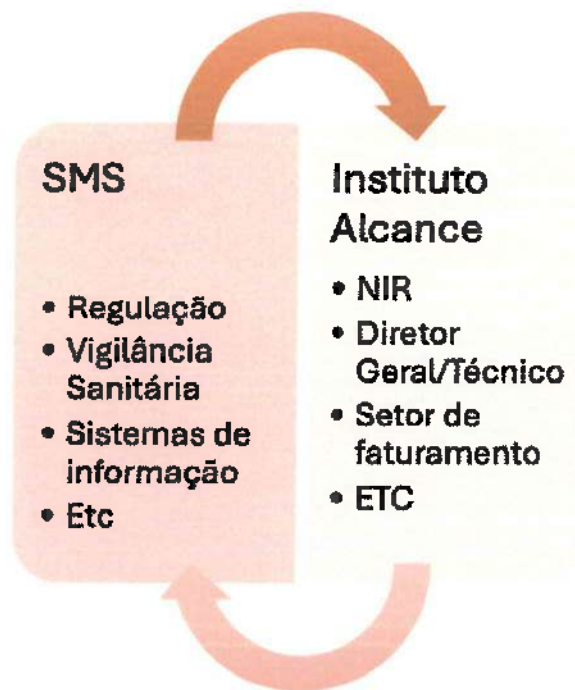 SMS
• Regulação
• Vigilância
Sanitária
• Sistemas de
informação
• Etc
Instituto
Alcance
• NIR
• Diretor
Geral/Técnico
• Setor de
faturamento
• ETC